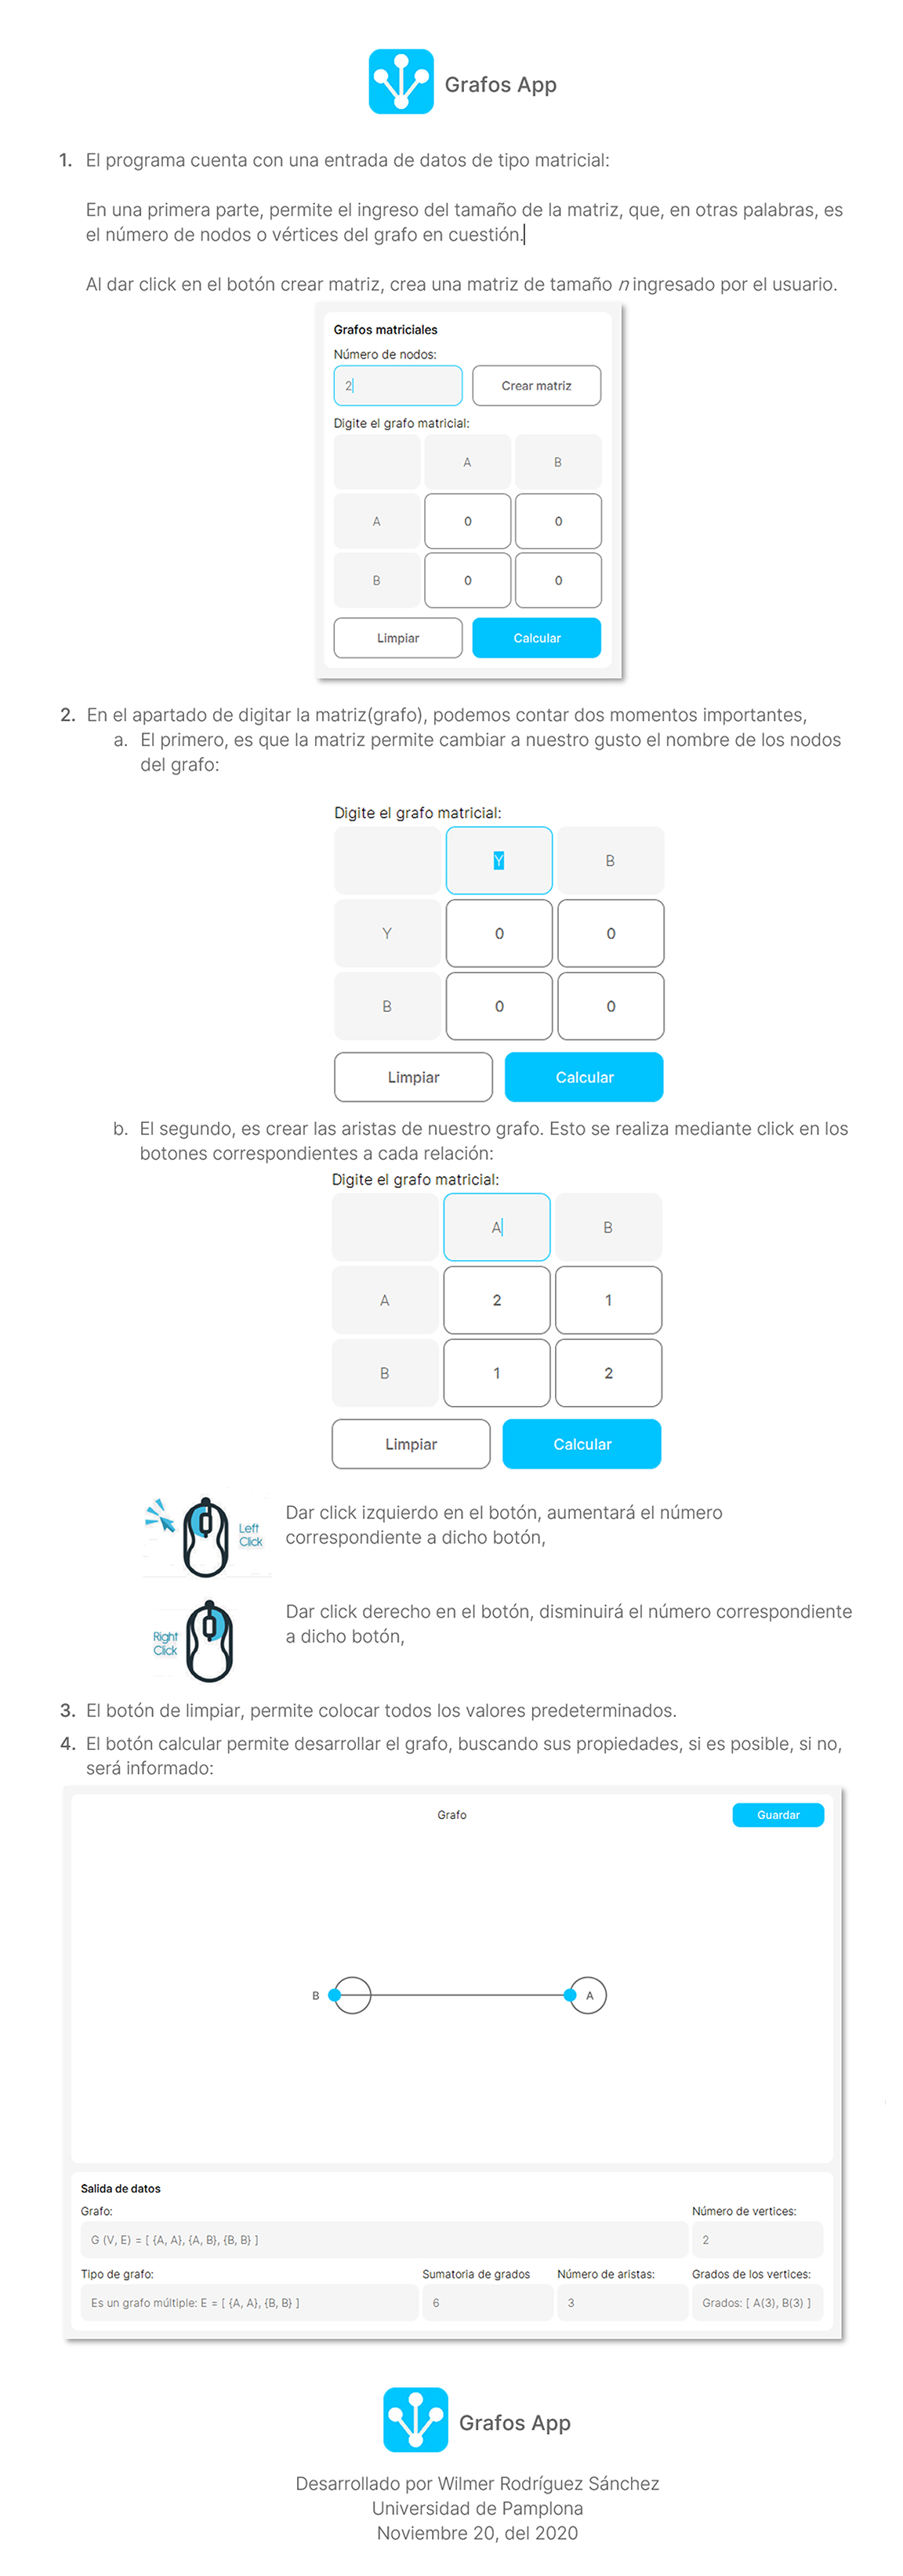 Grafos App
1. El programa cuenta con una entrada de datos de tipo matricial:
En una primera parte, permite el ingreso del tamaño de la matriz, que, en otras palabras, es
el número de nodos o vértices del grafo en cuestión.
Al dar click en el botón crear matriz, crea una matriz de tamaño n ingresado por el usuario.
Grafos matriciales
Número de nodos:
2 Crear matriz
Digite el grafo matricial:
A B
A 0 0
B 0 0
Limpiar Calcular
2. En el apartado de digitar la matriz(grafo), podemos contar dos momentos importantes,
a. El primero, es que la matriz permite cambiar a nuestro gusto el nombre de los nodos
del grafo:
Digite el grafo matricial:
Y B
Y 0 0
B 0 0
Limpiar Calcular
b. El segundo, es crear las aristas de nuestro grafo. Esto se realiza mediante click en los
botones correspondientes a cada relación:
Digite el grafo matricial:
A B
A 2 1
B 1 2
Limpiar Calcular
Left
Click
Dar click izquierdo en el botón, aumentará el número
correspondiente a dicho botón,
Right
Click
Dar click derecho en el botón, disminuirá el número correspondiente
a dicho botón,
3. El botón de limpiar, permite colocar todos los valores predeterminados.
4. El botón calcular permite desarrollar el grafo, buscando sus propiedades, si es posible, si no,
será informado:
Grafo Guardar
B A
Salida de datos
Grafo: Número de vertices:
G (V, E) = [ {A, A}, {A, B}, {B, B} ] 2
Tipo de grafo: Sumatoria de grados Número de aristas: Grados de los vertices:
Es un grafo múltiple: E = [ {A, A}, {B, B} ] 6 3 Grados: [ A(3), B(3) ]
Grafos App
Desarrollado por Wilmer Rodríguez Sánchez
Universidad de Pamplona
Noviembre 20, del 2020